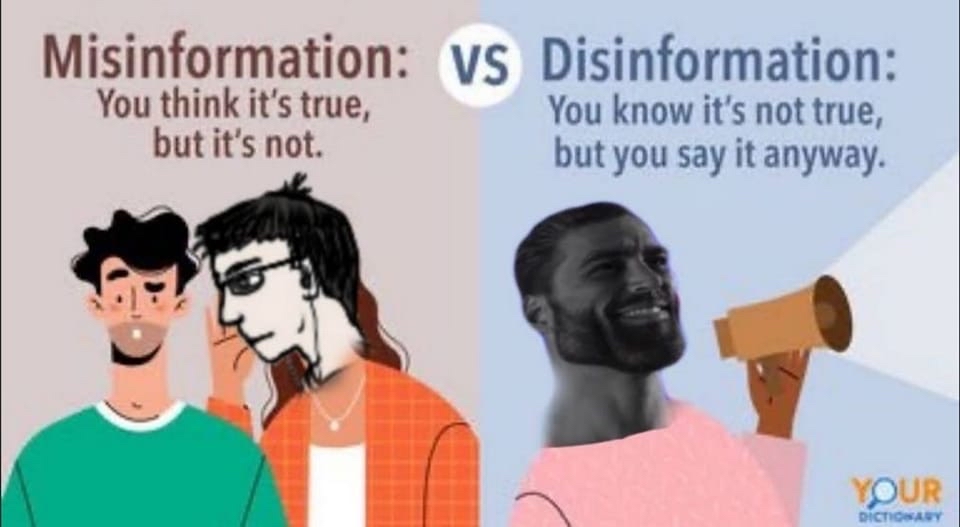 Misinformation:
You think it's true,
but it's not.
VS
Disinformation:
You know it's not true,
but you say it anyway.
YOUR
DICTIONARY